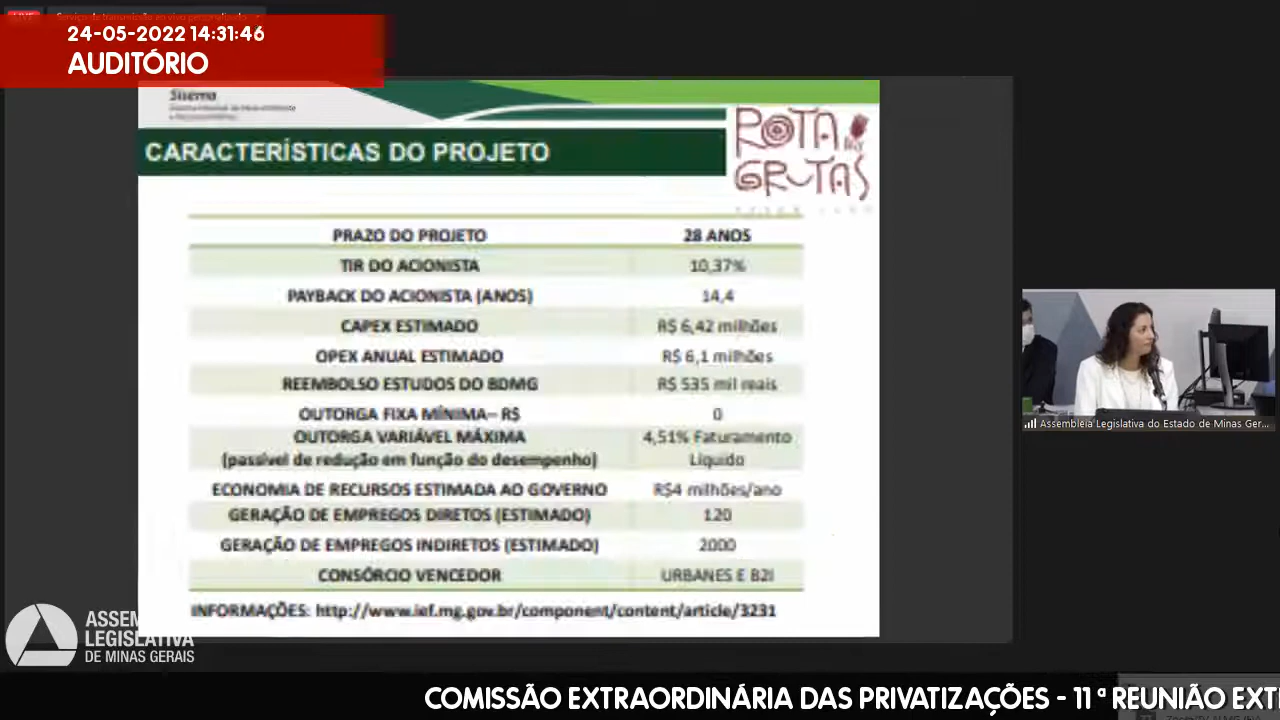 LIVE
24-05-2022 14:31:46
AUDITÓRIO
Sisema
CARACTERÍSTICAS DO PROJETO
ROTA
GRUTAS
PRAZO DO PROJETO 28 ANOS
TIR DO ACIONISTA 10,37%
PAYBACK DO ACIONISTA (ANOS) 14,4
CAPEX ESTIMADO R$ 6,42 milhões
OPEX ANUAL ESTIMADO R$ 6,1 milhões
REEMBOLSO ESTUDOS DO BDMG R$ 535 mil reais
OUTORGA FIXA MÍNIMA– R$ 0
OUTORGA VARIÁVEL MÁXIMA 4,51% Faturamento
(passível de redução em função do desempenho) Líquido
ECONOMIA DE RECURSOS ESTIMADA AO GOVERNO R$4 milhões/ano
GERAÇÃO DE EMPREGOS DIRETOS (ESTIMADO) 120
GERAÇÃO DE EMPREGOS INDIRETOS (ESTIMADO) 2000
CONSÓRCIO VENCEDOR URBANES E B2I
INFORMAÇÕES: http://www.ief.mg.gov.br/component/content/article/3231
Assembleia Legislativa do Estado de Minas Ger...
ASSEM
LEGISLATIVA
DE MINAS GERAIS
COMISSÃO EXTRAORDINÁRIA DAS PRIVATIZAÇÕES - 11ª REUNIÃO EXT